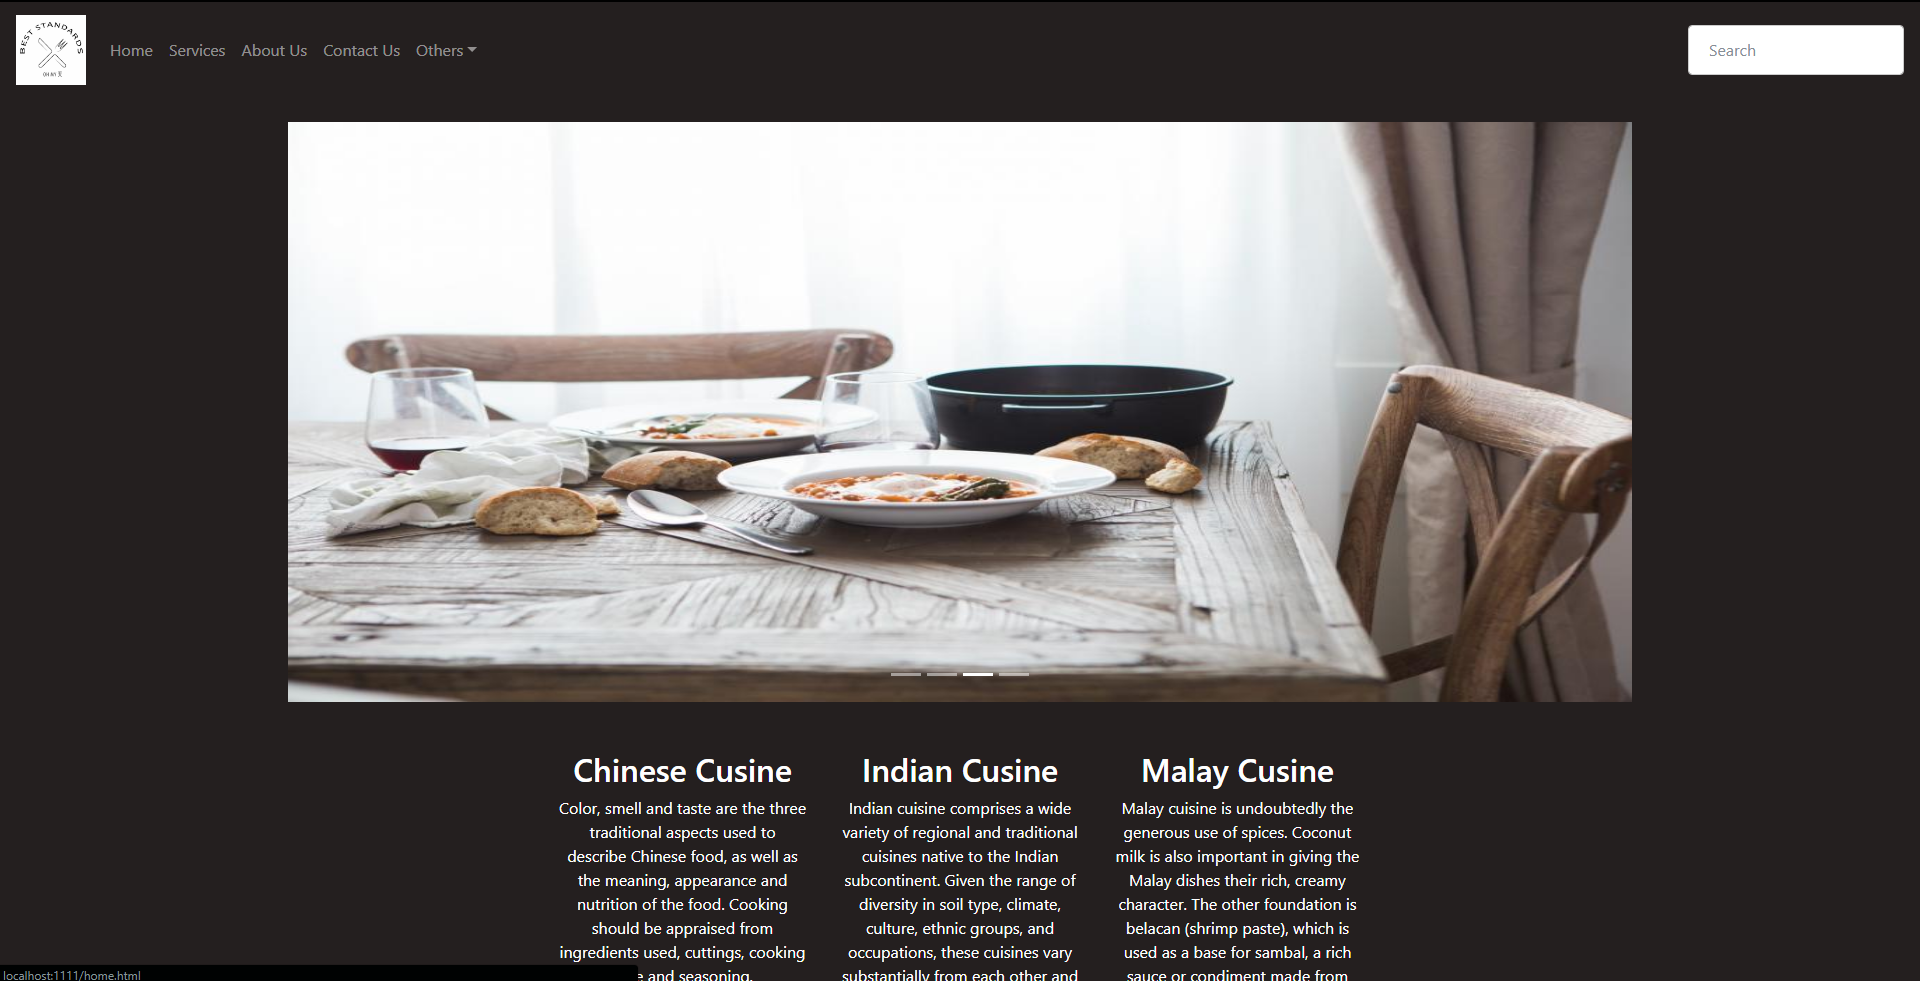 BEST STANDARDS
OH MY 天
Home Services About Us Contact Us Others
Search
Chinese Cusine
Color, smell and taste are the three
traditional aspects used to
describe Chinese food, as well as
the meaning, appearance and
nutrition of the food. Cooking
should be appraised from
ingredients used, cuttings, cooking
e and seasoning.
Indian Cusine
Indian cuisine comprises a wide
variety of regional and traditional
cuisines native to the Indian
subcontinent. Given the range of
diversity in soil type, climate,
culture, ethnic groups, and
occupations, these cuisines vary
substantially from each other and
Malay Cusine
Malay cuisine is undoubtedly the
generous use of spices. Coconut
milk is also important in giving the
Malay dishes their rich, creamy
character. The other foundation is
belacan (shrimp paste), which is
used as a base for sambal, a rich
sauce or condiment made from
localhost:1111/home.html